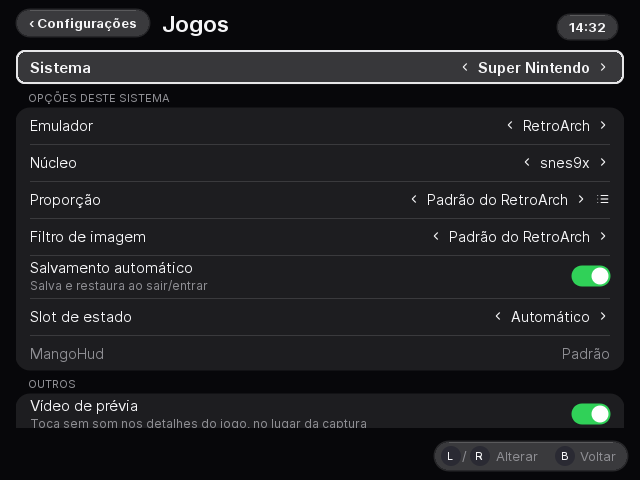 ‹ Configurações
Jogos
14:32
Sistema
‹ Super Nintendo ›
OPÇÕES DESTE SISTEMA
Emulador
‹ RetroArch ›
Núcleo
‹ snes9x ›
Proporção
‹ Padrão do RetroArch ›
Filtro de imagem
‹ Padrão do RetroArch ›
Salvamento automático
Salva e restaura ao sair/entrar
Slot de estado
‹ Automático ›
MangoHud
Padrão
OUTROS
Vídeo de prévia
Toca sem som nos detalhes do jogo, no lugar da captura
L / R Alterar B Voltar